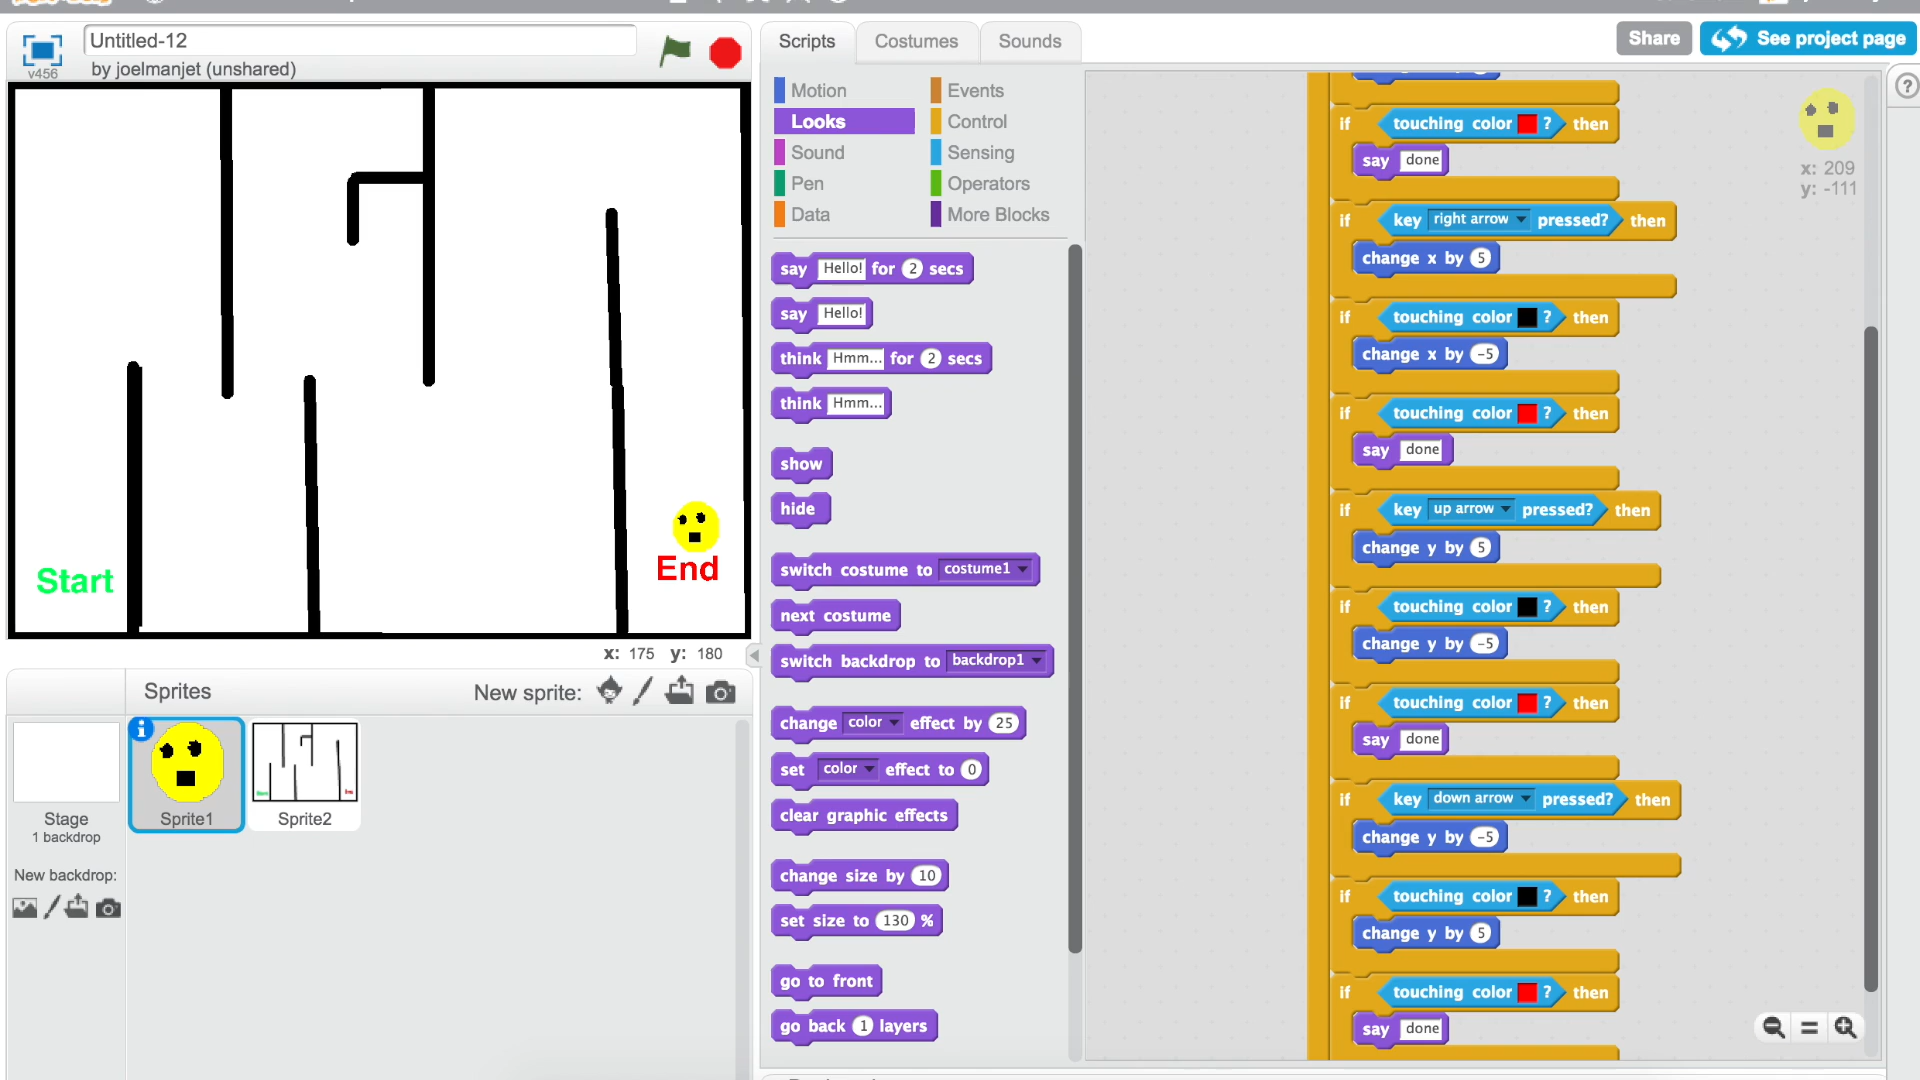 Untitled-12
by joelmanjet (unshared)
v456
Scripts
Costumes
Sounds
Share
See project page
Motion
Looks
Sound
Pen
Data
Events
Control
Sensing
Operators
More Blocks
say Hello! for 2 secs
say Hello!
think Hmm... for 2 secs
think Hmm...
show
hide
switch costume to costume1
next costume
switch backdrop to backdrop1
change color effect by 25
set color effect to 0
clear graphic effects
change size by 10
set size to 130 %
go to front
go back 1 layers
if touching color ? then
say done
if key right arrow pressed? then
change x by 5
if touching color ? then
change x by -5
if touching color ? then
say done
if key up arrow pressed? then
change y by 5
if touching color ? then
change y by -5
if touching color ? then
say done
if key down arrow pressed? then
change y by -5
if touching color ? then
change y by 5
if touching color ? then
say done
x: 209
y: -111
?
Start
End
x: 175 y: 180
Sprites
New sprite:
Stage
1 backdrop
New backdrop:
Sprite1
Sprite2